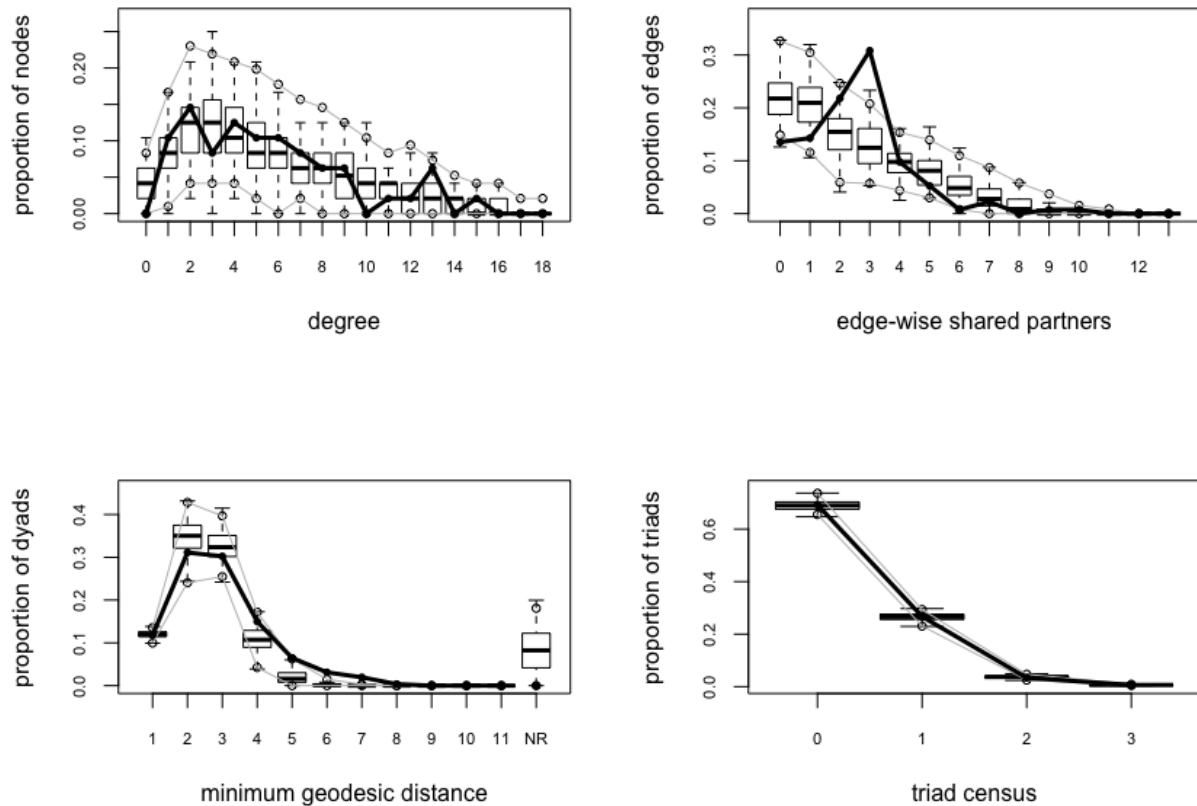 proportion of nodes
0.20
0.10
0.00
0 2 4 6 8 10 12 14 16 18
degree
proportion of edges
0.3
0.2
0.1
0.0
0 1 2 3 4 5 6 7 8 9 10 12
edge-wise shared partners
proportion of dyads
0.4
0.3
0.2
0.1
0.0
1 2 3 4 5 6 7 8 9 10 11 NR
minimum geodesic distance
proportion of triads
0.6
0.4
0.2
0.0
0 1 2 3
triad census